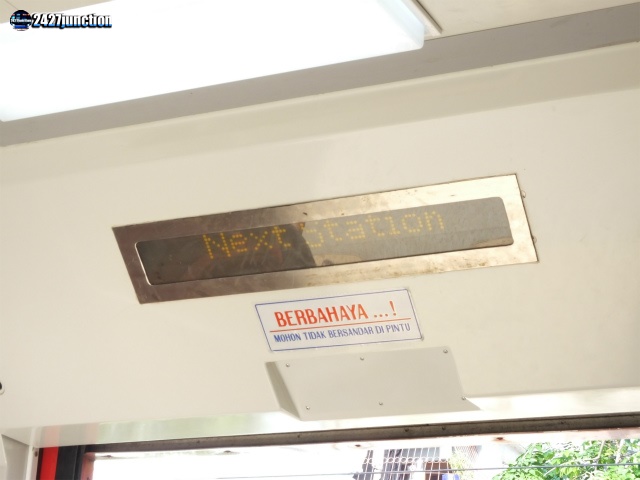 2427junction
Next Station
BERBAHAYA ...!
MOHON TIDAK BERSANDAR DI PINTU